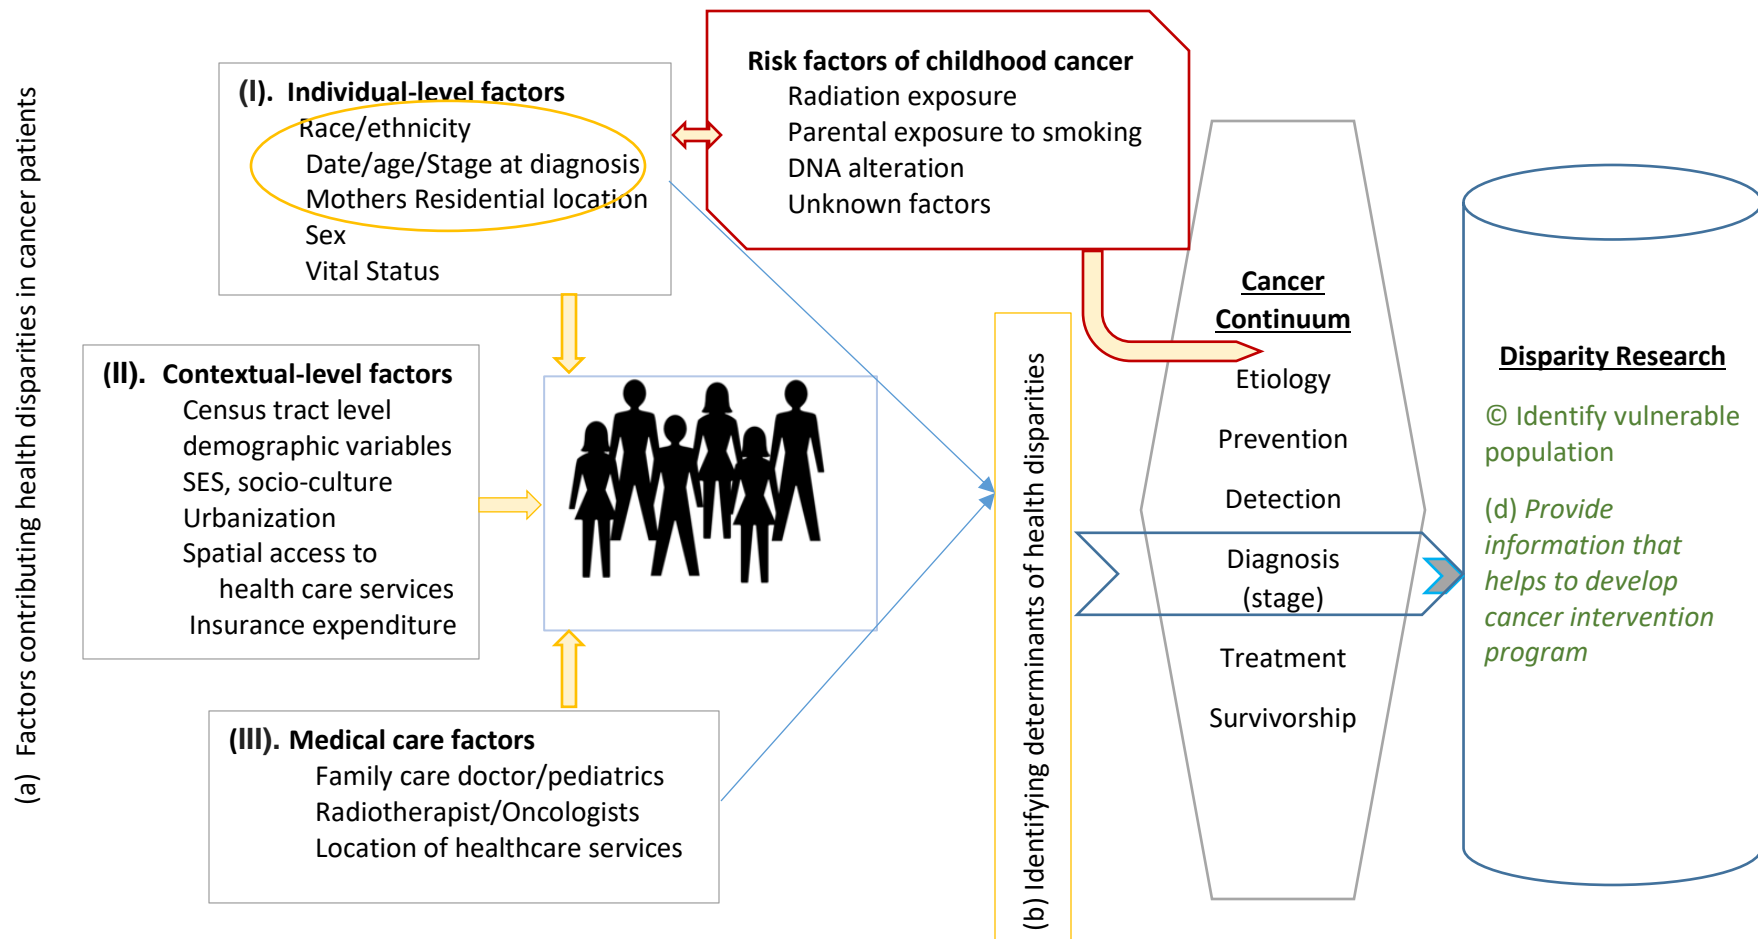 (a) Factors contributing health disparities in cancer patients
(I). Individual-level factors
Race/ethnicity
Date/age/Stage at diagnosis
Mothers Residential location
Sex
Vital Status
Risk factors of childhood cancer
Radiation exposure
Parental exposure to smoking
DNA alteration
Unknown factors
(II). Contextual-level factors
Census tract level
demographic variables
SES, socio-culture
Urbanization
Spatial access to
health care services
Insurance expenditure
(III). Medical care factors
Family care doctor/pediatrics
Radiotherapist/Oncologists
Location of healthcare services
(b) Identifying determinants of health disparities
Cancer
Continuum
Etiology
Prevention
Detection
Diagnosis
(stage)
Treatment
Survivorship
Disparity Research
© Identify vulnerable
population
(d) Provide
information that
helps to develop
cancer intervention
program